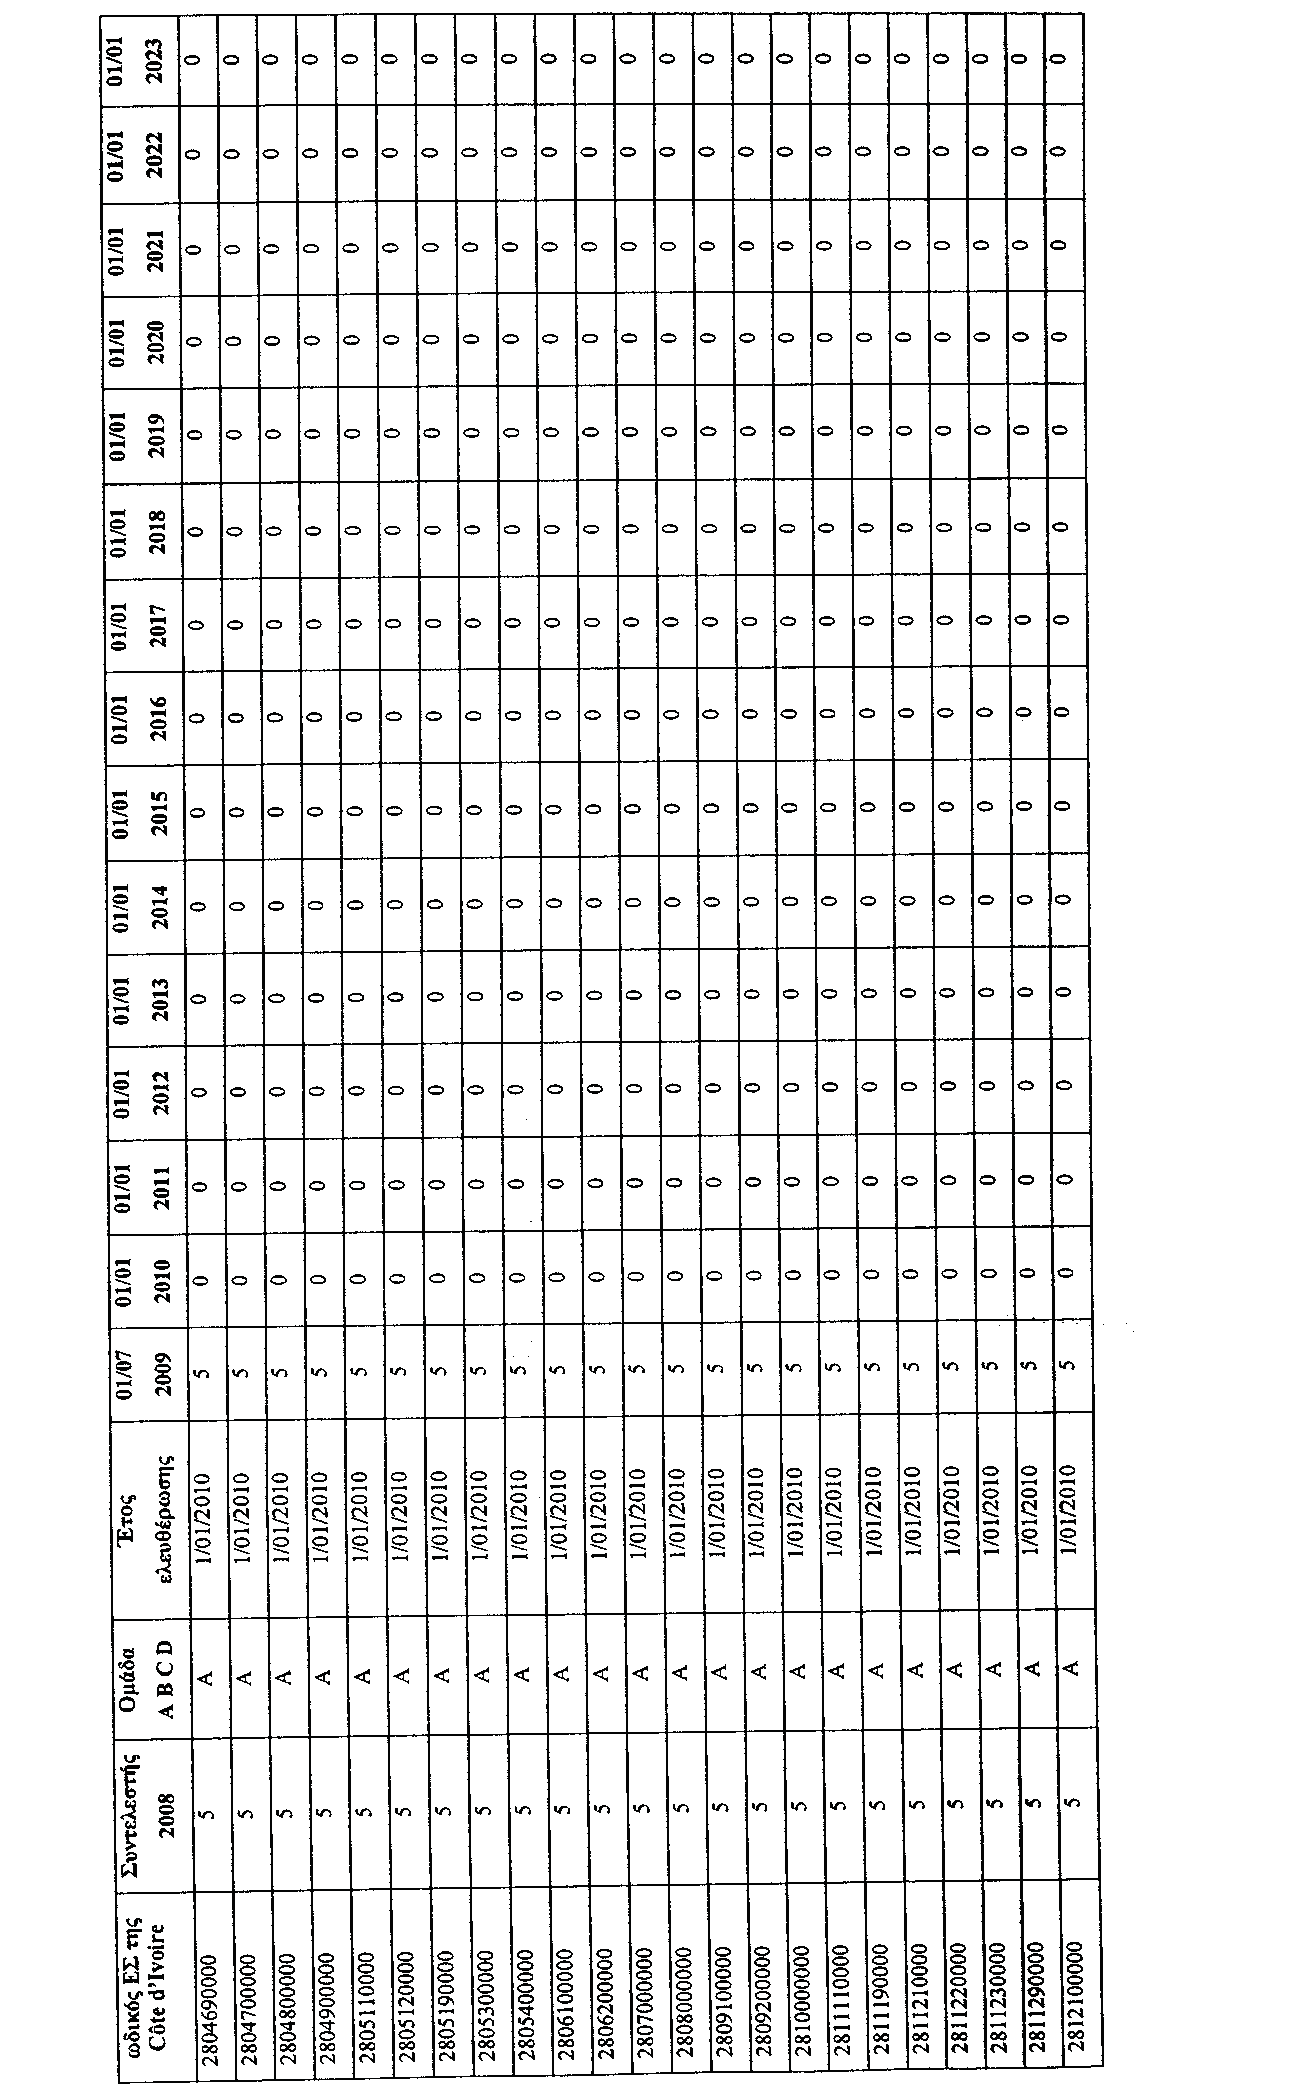 ωδικός ΕΣ της Côte d'Ivoire | Συντελεστής 2008 | Ομάδα A B C D | Έτος ελευθέρωσης | 01/07 2009 | 01/01 2010 | 01/01 2011 | 01/01 2012 | 01/01 2013 | 01/01 2014 | 01/01 2015 | 01/01 2016 | 01/01 2017 | 01/01 2018 | 01/01 2019 | 01/01 2020 | 01/01 2021 | 01/01 2022 | 01/01 2023
2804690000 5 A 1/01/2010 5 0 0 0 0 0 0 0 0 0 0 0 0 0 0
2804700000 5 A 1/01/2010 5 0 0 0 0 0 0 0 0 0 0 0 0 0 0
2804800000 5 A 1/01/2010 5 0 0 0 0 0 0 0 0 0 0 0 0 0 0
2804900000 5 A 1/01/2010 5 0 0 0 0 0 0 0 0 0 0 0 0 0 0
2805110000 5 A 1/01/2010 5 0 0 0 0 0 0 0 0 0 0 0 0 0 0
2805120000 5 A 1/01/2010 5 0 0 0 0 0 0 0 0 0 0 0 0 0 0
2805190000 5 A 1/01/2010 5 0 0 0 0 0 0 0 0 0 0 0 0 0 0
2805300000 5 A 1/01/2010 5 0 0 0 0 0 0 0 0 0 0 0 0 0 0
2805400000 5 A 1/01/2010 5 0 0 0 0 0 0 0 0 0 0 0 0 0 0
2806100000 5 A 1/01/2010 5 0 0 0 0 0 0 0 0 0 0 0 0 0 0
2806200000 5 A 1/01/2010 5 0 0 0 0 0 0 0 0 0 0 0 0 0 0
2807000000 5 A 1/01/2010 5 0 0 0 0 0 0 0 0 0 0 0 0 0 0
2808000000 5 A 1/01/2010 5 0 0 0 0 0 0 0 0 0 0 0 0 0 0
2809100000 5 A 1/01/2010 5 0 0 0 0 0 0 0 0 0 0 0 0 0 0
2809200000 5 A 1/01/2010 5 0 0 0 0 0 0 0 0 0 0 0 0 0 0
2810000000 5 A 1/01/2010 5 0 0 0 0 0 0 0 0 0 0 0 0 0 0
2811110000 5 A 1/01/2010 5 0 0 0 0 0 0 0 0 0 0 0 0 0 0
2811190000 5 A 1/01/2010 5 0 0 0 0 0 0 0 0 0 0 0 0 0 0
2811210000 5 A 1/01/2010 5 0 0 0 0 0 0 0 0 0 0 0 0 0 0
2811220000 5 A 1/01/2010 5 0 0 0 0 0 0 0 0 0 0 0 0 0 0
2811230000 5 A 1/01/2010 5 0 0 0 0 0 0 0 0 0 0 0 0 0 0
2811290000 5 A 1/01/2010 5 0 0 0 0 0 0 0 0 0 0 0 0 0 0
2812100000 5 A 1/01/2010 5 0 0 0 0 0 0 0 0 0 0 0 0 0 0